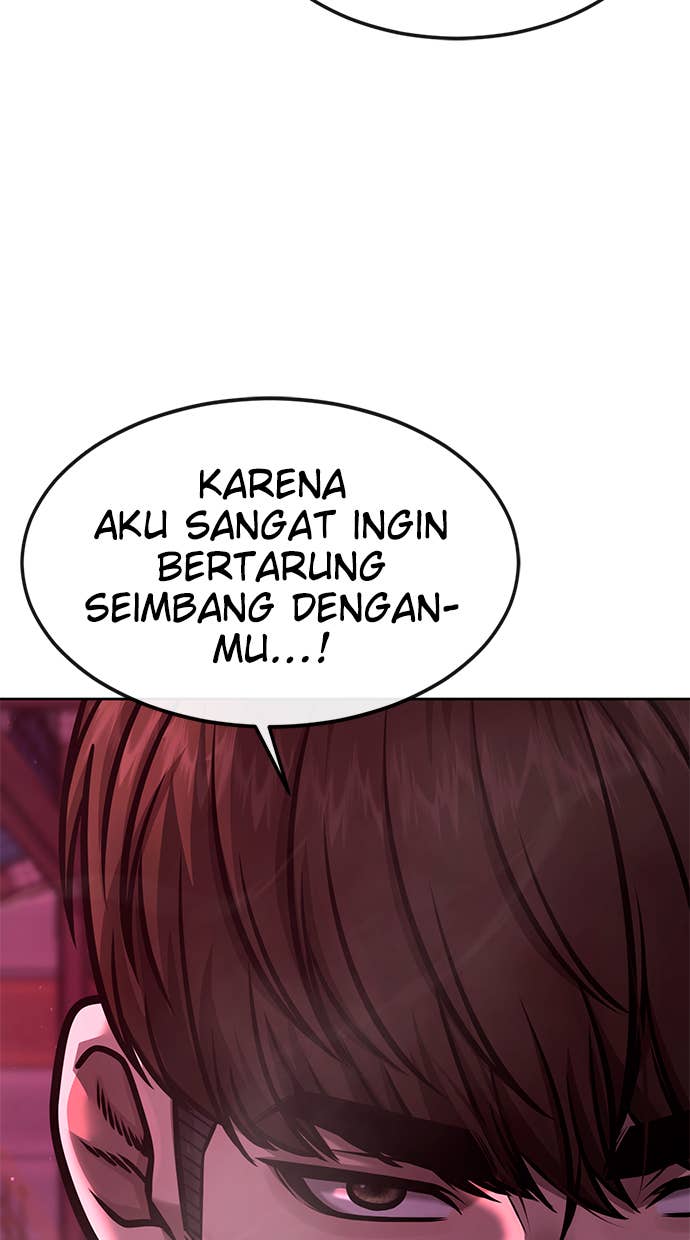 KARENA
AKU SANGAT INGIN
BERTARUNG
SEIMBANG DENGAN-
MU...!